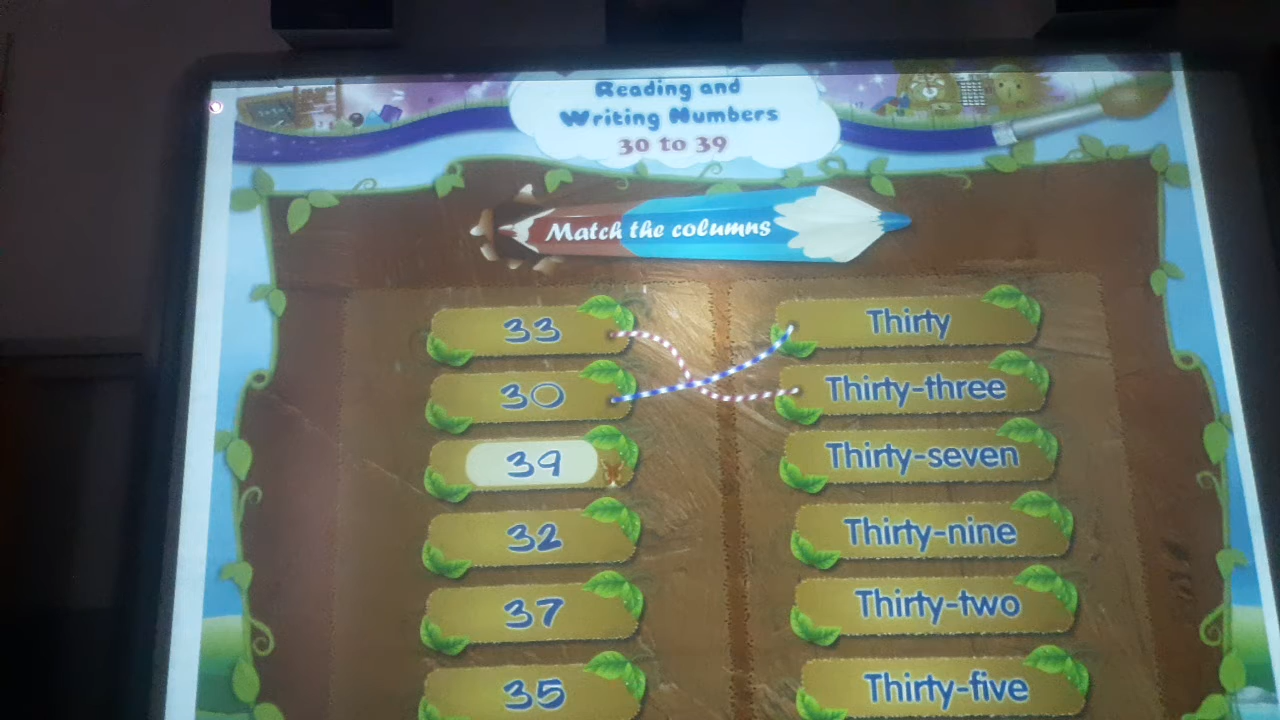 Reading and
Writing Numbers
30 to 39
Match the columns
33
Thirty
30
Thirty-three
39
Thirty-seven
32
Thirty-nine
37
Thirty-two
35
Thirty-five